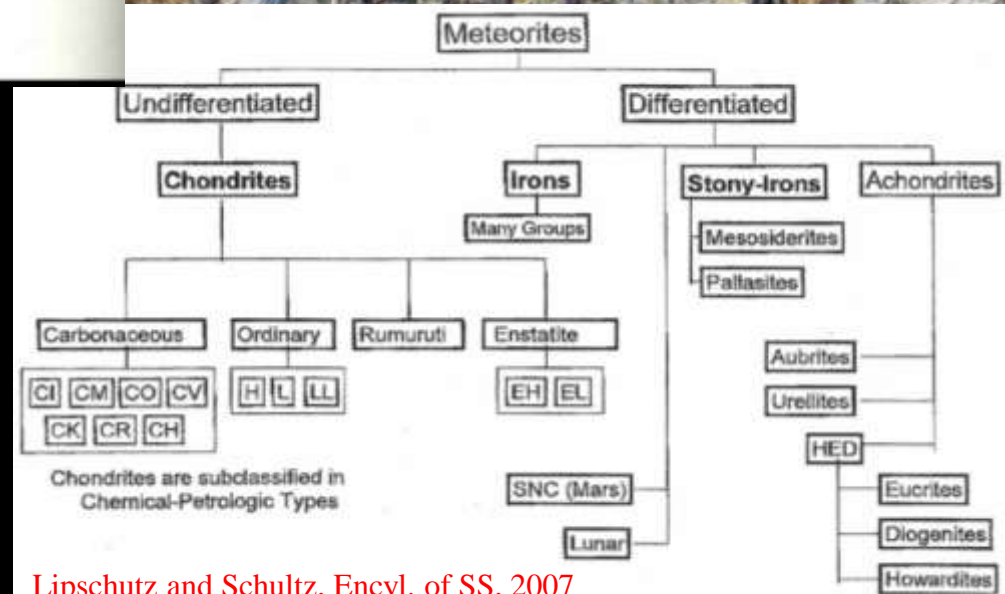 Meteorites
Undifferentiated
Differentiated
Chondrites
Irons
Stony-Irons
Achondrites
Many Groups
Mesosiderites
Pallasites
Carbonaceous
Ordinary
Rumuruti
Enstatite
CI CM CO CV
H L LL
EH EL
CK CR CH
Aubrites
Ureilites
HED
Chondrites are subclassified in
Chemical-Petrologic Types
SNC (Mars)
Eucrites
Lunar
Diogenites
Howardites
Lipschutz and Schultz, Encyl. of SS, 2007